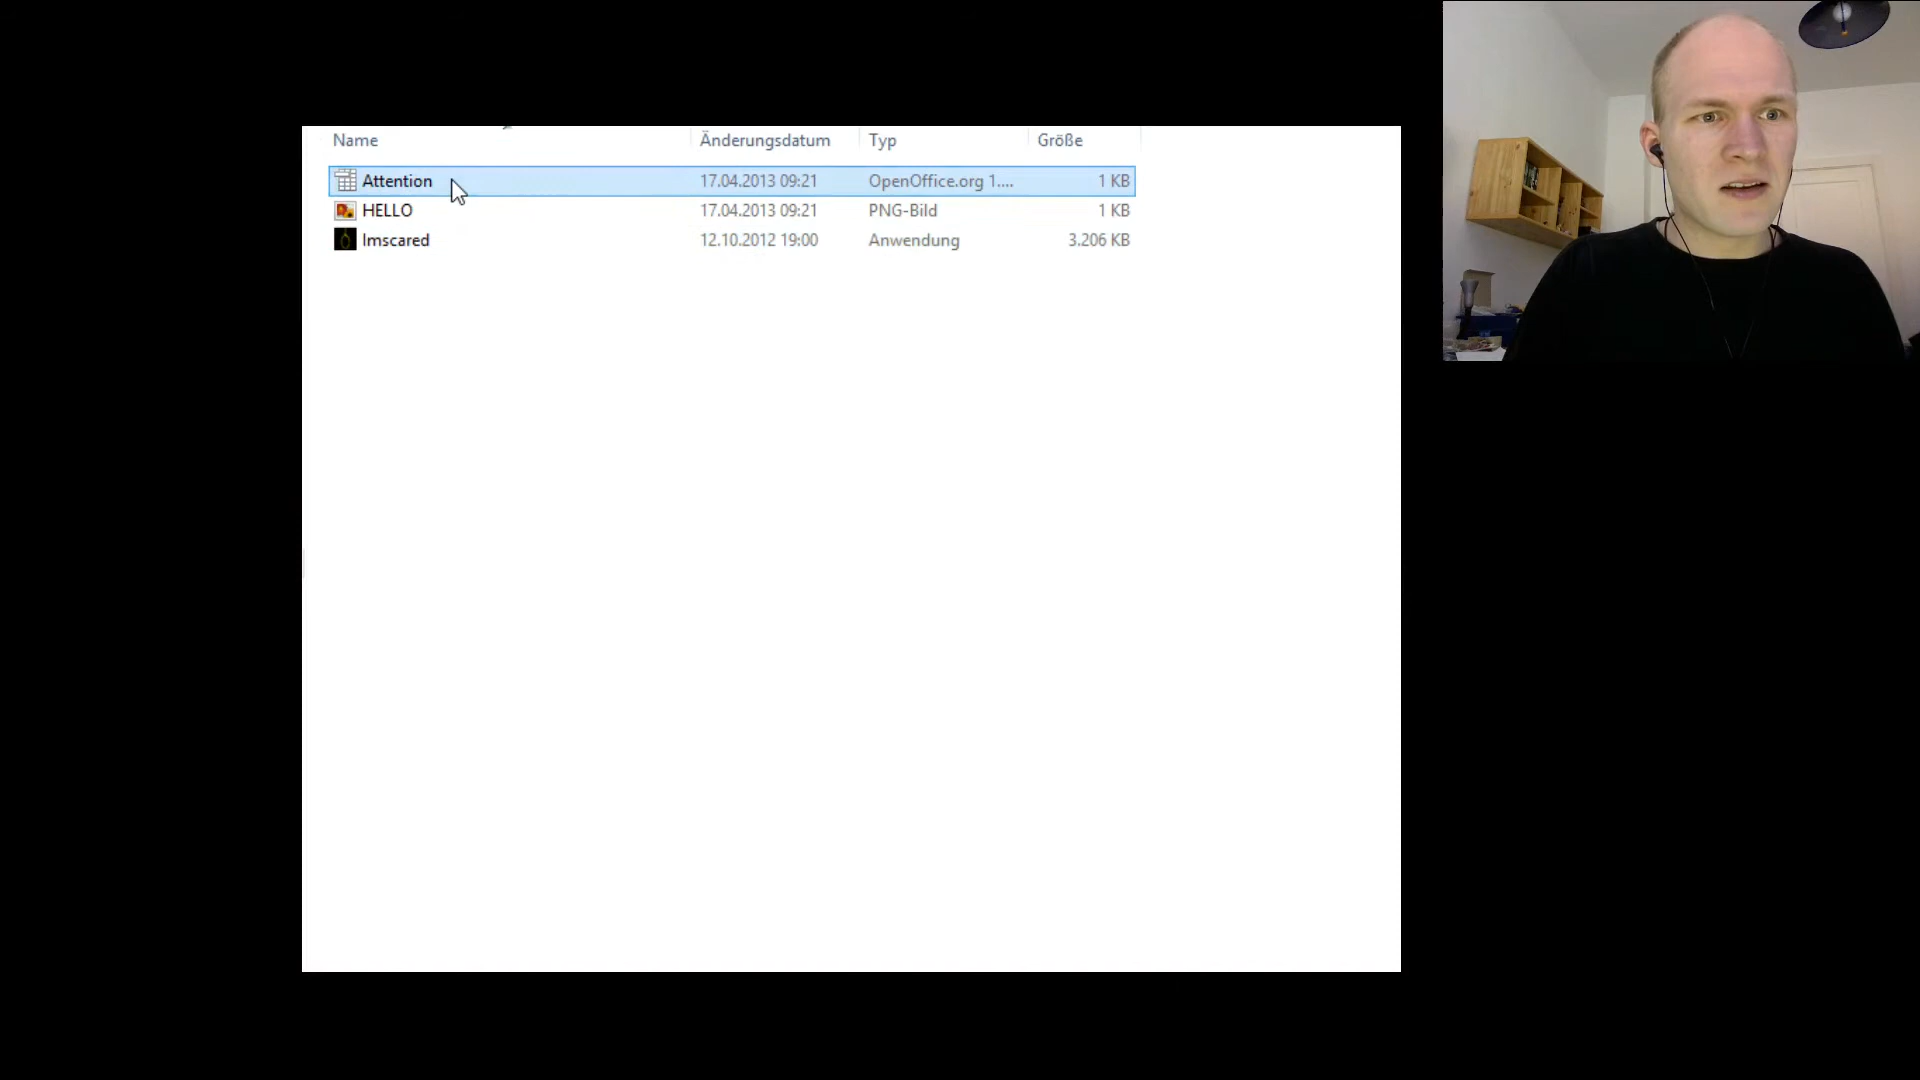 Name Änderungsdatum Typ Größe
Attention 17.04.2013 09:21 OpenOffice.org 1.... 1 KB
HELLO 17.04.2013 09:21 PNG-Bild 1 KB
Imscared 12.10.2012 19:00 Anwendung 3.206 KB